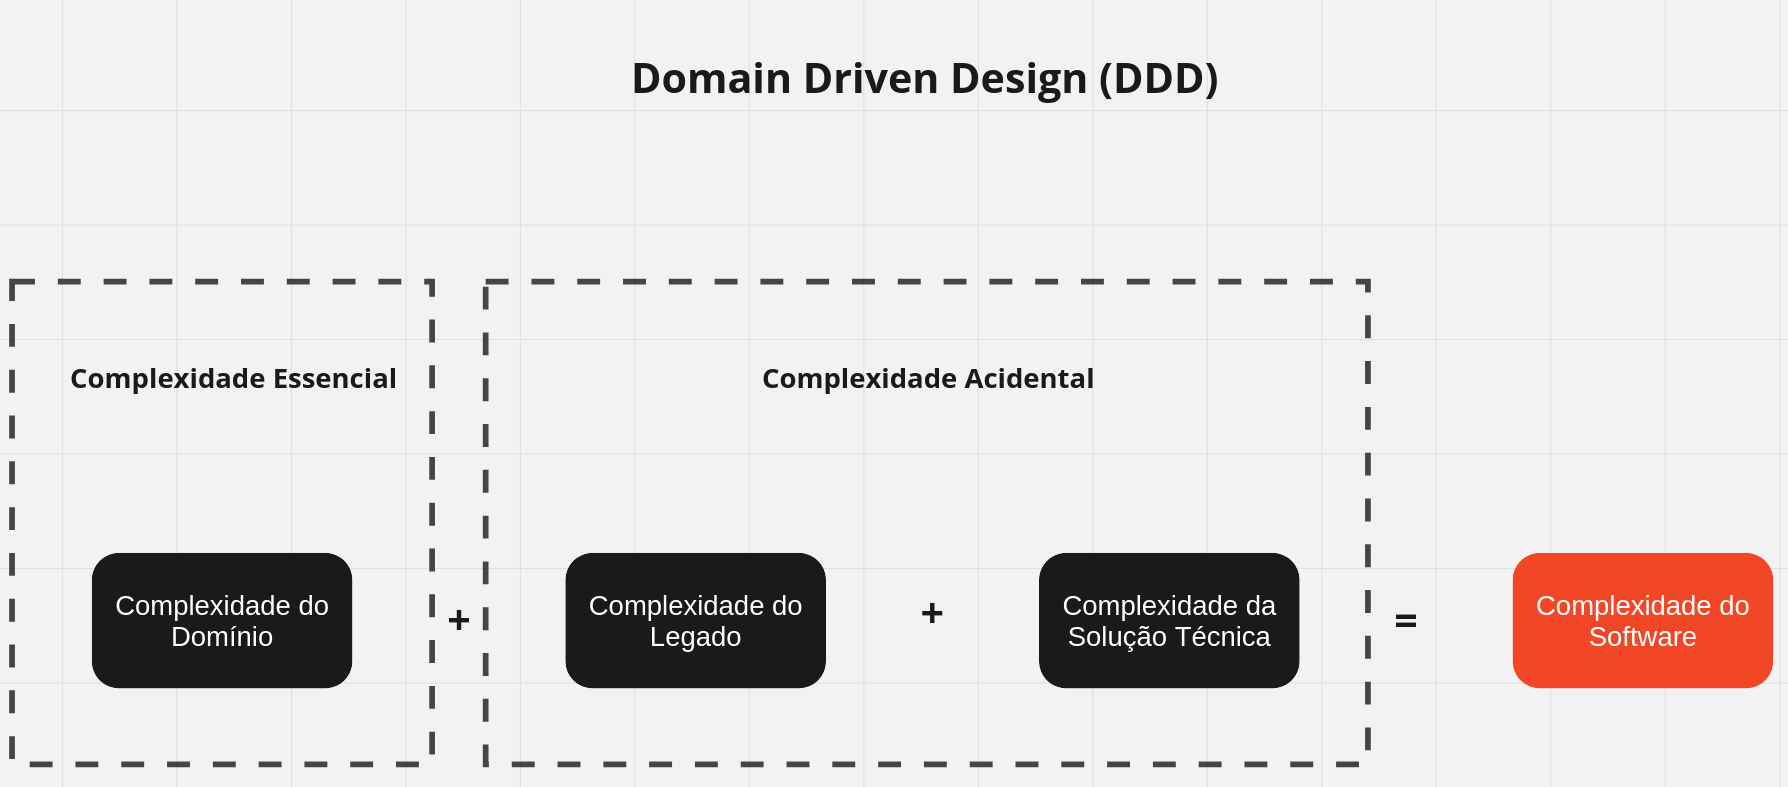 Domain Driven Design (DDD)
Complexidade Essencial
Complexidade Acidental
Complexidade do
Domínio
+
Complexidade do
Legado
+
Complexidade da
Solução Técnica
=
Complexidade do
Software